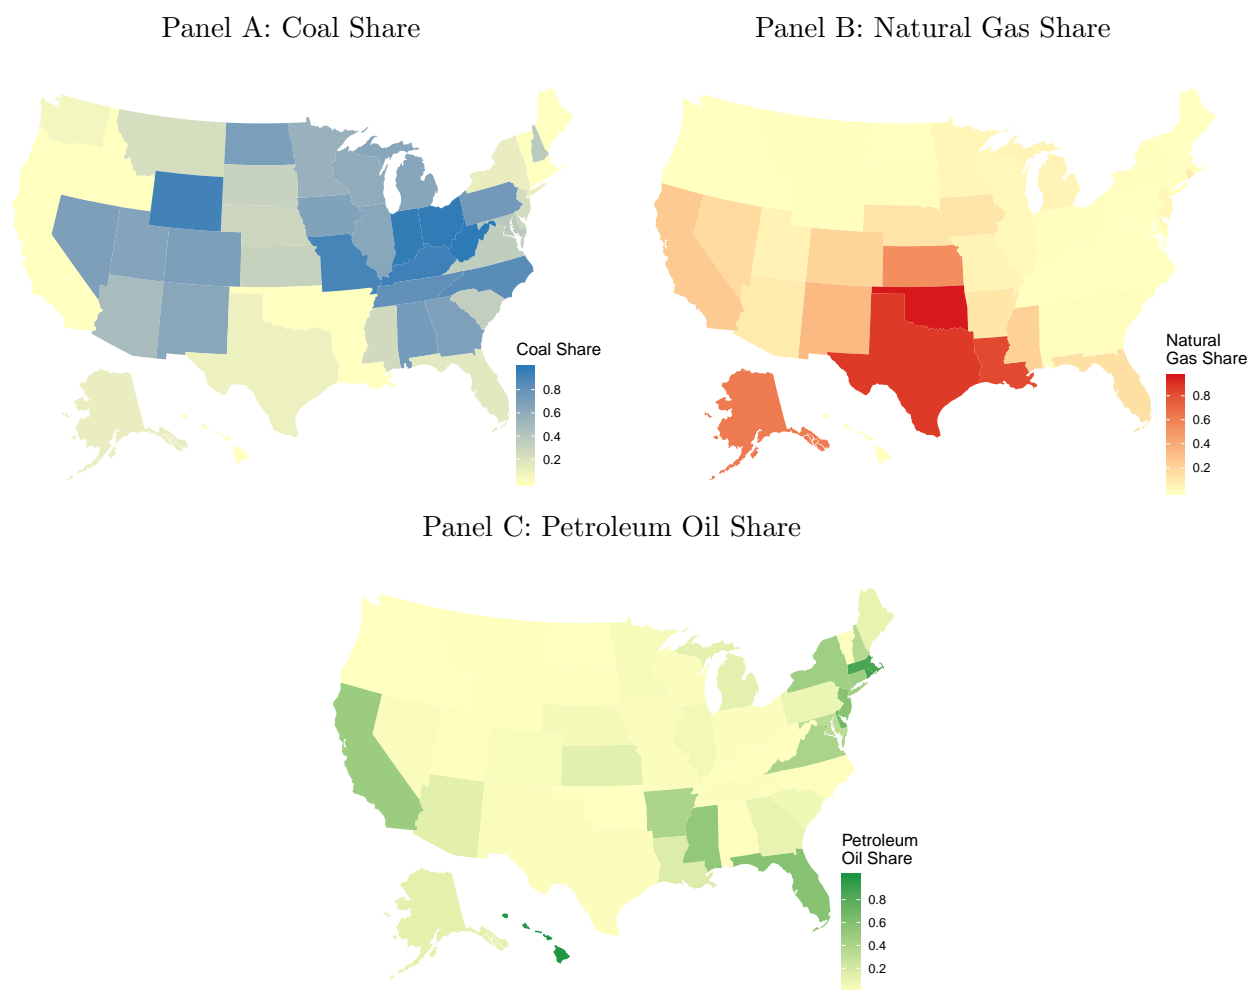 Panel A: Coal Share
Panel B: Natural Gas Share
Coal Share
0.8
0.6
0.4
0.2
Natural
Gas Share
0.8
0.6
0.4
0.2
Panel C: Petroleum Oil Share
Petroleum
Oil Share
0.8
0.6
0.4
0.2